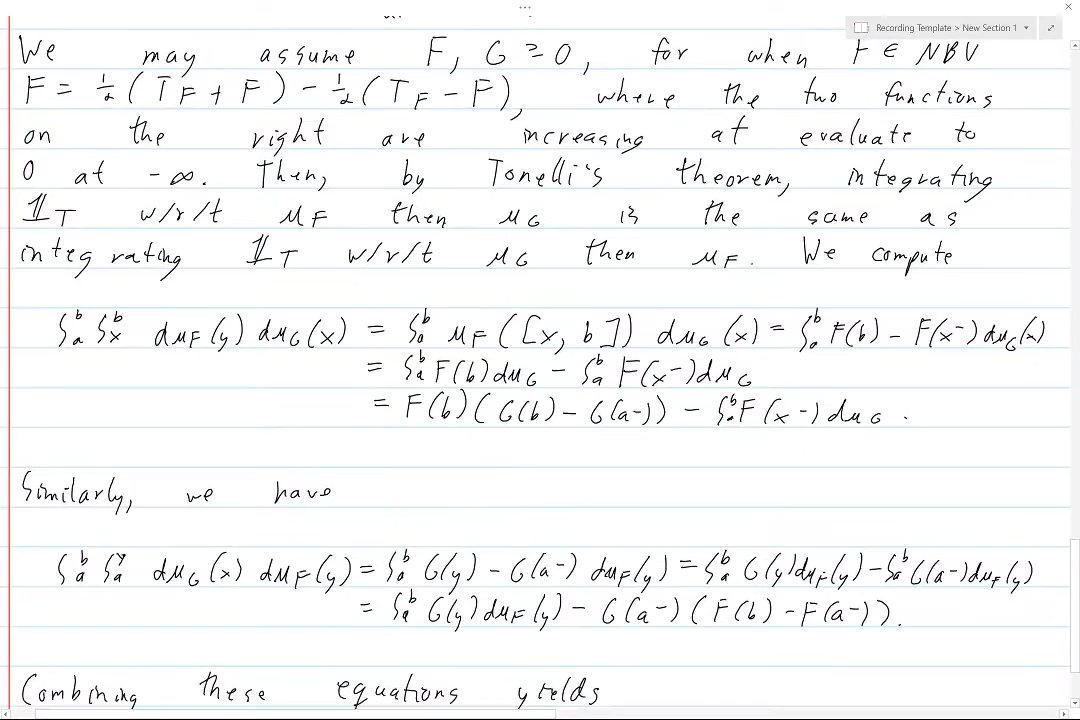 Recording Template > New Section 1
We may assume F, G ≥ 0, for when F ∈ NBV
F = ½(T_F + F) − ½(T_F − F), where the two functions
on the right are increasing at evaluate to
0 at −∞. Then, by Tonelli's theorem, integrating
𝟙_T w/r/t μ_F then μ_G is the same as
integrating 𝟙_T w/r/t μ_G then μ_F. We compute
∫_a^b ∫_x^b dμ_F(y) dμ_G(x) = ∫_a^b μ_F([x, b]) dμ_G(x) = ∫_a^b F(b) − F(x−) dμ_G(x)
= ∫_a^b F(b) dμ_G − ∫_a^b F(x−) dμ_G
= F(b)(G(b) − G(a−)) − ∫_a^b F(x−) dμ_G.
Similarly, we have
∫_a^b ∫_a^y dμ_G(x) dμ_F(y) = ∫_a^b G(y) − G(a−) dμ_F(y) = ∫_a^b G(y) dμ_F(y) − ∫_a^b G(a−) dμ_F(y)
= ∫_a^b G(y) dμ_F(y) − G(a−)(F(b) − F(a−)).
Combining these equations yields